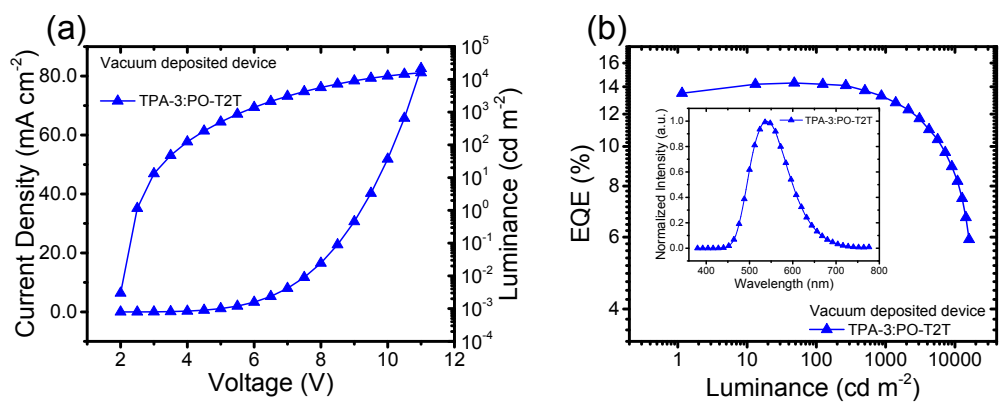 (a)
Vacuum deposited device
TPA-3:PO-T2T
Current Density (mA cm⁻²)
80.0
60.0
40.0
20.0
0.0
2 4 6 8 10 12
Voltage (V)
10⁵
10⁴
10³
10²
10¹
10⁰
10⁻¹
10⁻²
10⁻³
10⁻⁴
Luminance (cd m⁻²)
(b)
EQE (%)
16
14
12
10
8
6
4
Normalized Intensity (a.u.)
1.0
0.8
0.6
0.4
0.2
0.0
TPA-3:PO-T2T
400 500 600 700 800
Wavelength (nm)
Vacuum deposited device
TPA-3:PO-T2T
1 10 100 1000 10000
Luminance (cd m⁻²)